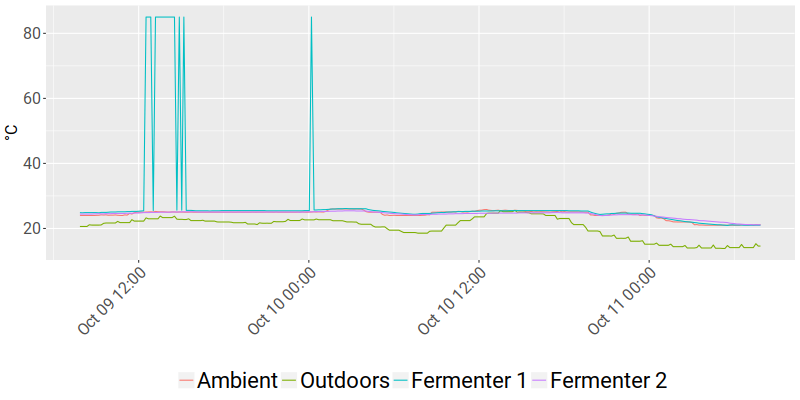 °C
80
60
40
20
Oct 09 12:00
Oct 10 00:00
Oct 10 12:00
Oct 11 00:00
Ambient Outdoors Fermenter 1 Fermenter 2